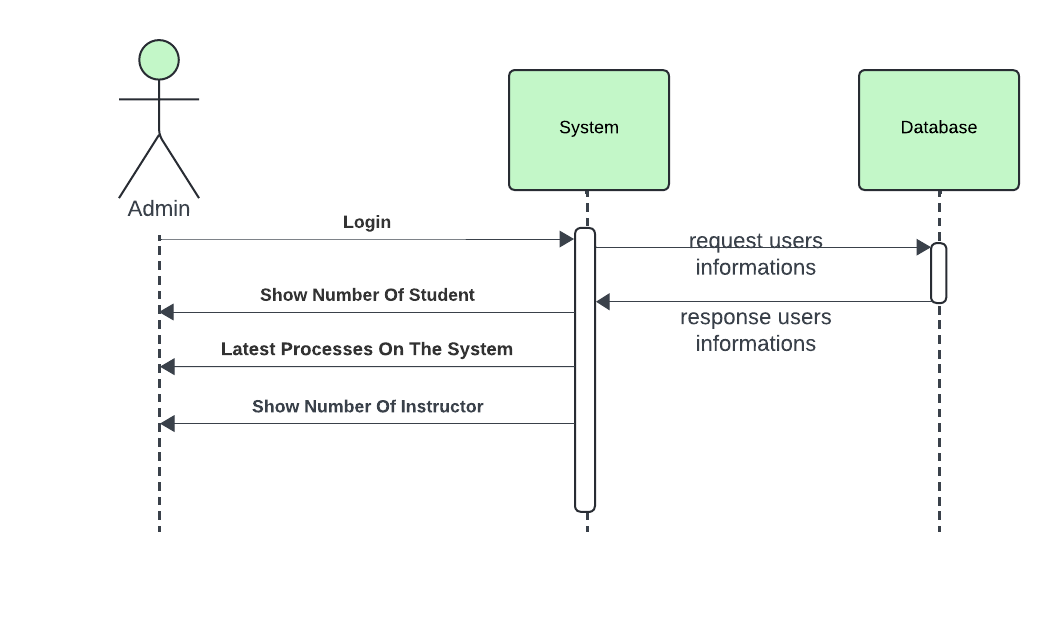 System
Database
Admin
Login
request users
informations
Show Number Of Student
response users
informations
Latest Processes On The System
Show Number Of Instructor